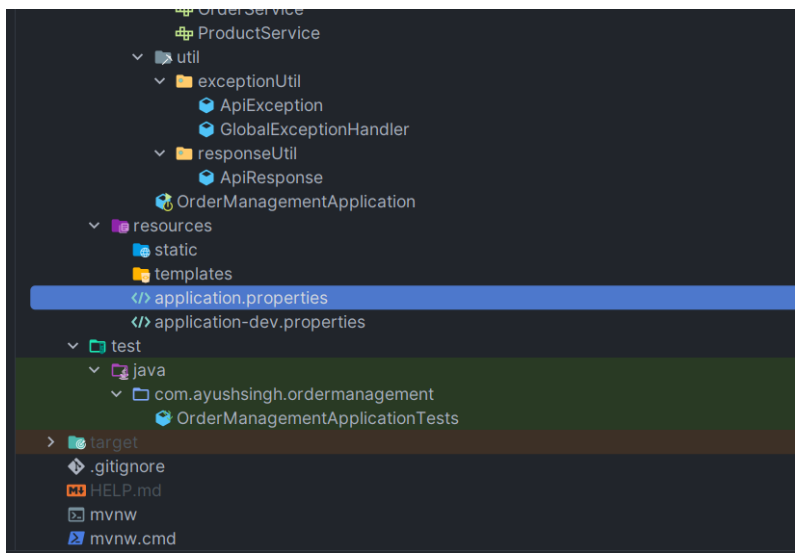 OrderService
ProductService
util
exceptionUtil
ApiException
GlobalExceptionHandler
responseUtil
ApiResponse
OrderManagementApplication
resources
static
templates
</> application.properties
</> application-dev.properties
test
java
com.ayushsingh.ordermanagement
OrderManagementApplicationTests
target
.gitignore
M↓ HELP.md
mvnw
mvnw.cmd